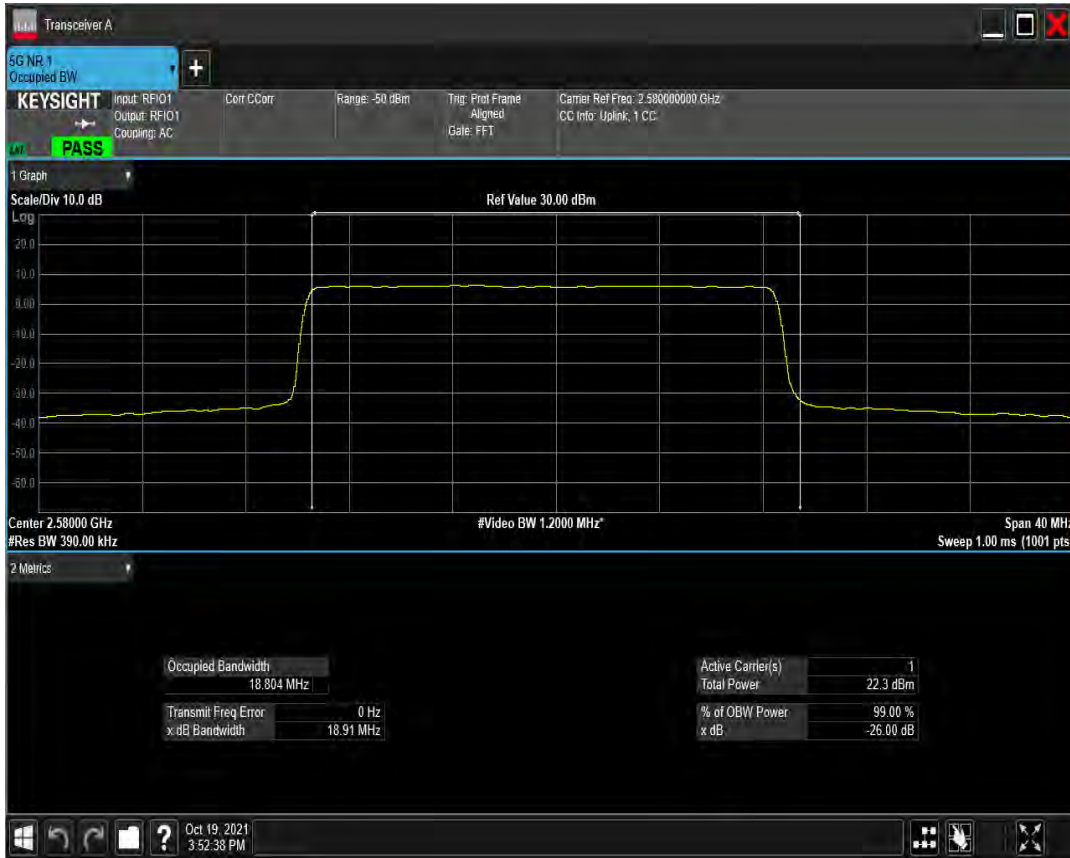 Transceiver A
5G NR 1
Occupied BW
+
KEYSIGHT
PASS
Input: RFIO1
Output: RFIO1
Coupling: AC
Corr CCorr
Range: -50 dBm
Trig: Prot Frame
Aligned
Gate: FFT
Carrier Ref Freq: 2.580000000 GHz
CC Info: Uplink, 1 CC
1 Graph
Scale/Div 10.0 dB
Ref Value 30.00 dBm
Log
20.0
10.0
0.00
-10.0
-20.0
-30.0
-40.0
-50.0
-60.0
Center 2.58000 GHz
#Video BW 1.2000 MHz*
Span 40 MHz
#Res BW 390.00 kHz
Sweep 1.00 ms (1001 pts
2 Metrics
Occupied Bandwidth
18.804 MHz
Transmit Freq Error 0 Hz
x dB Bandwidth 18.91 MHz
Active Carrier(s) 1
Total Power 22.3 dBm
% of OBW Power 99.00 %
x dB -26.00 dB
?
Oct 19, 2021
3:52:38 PM